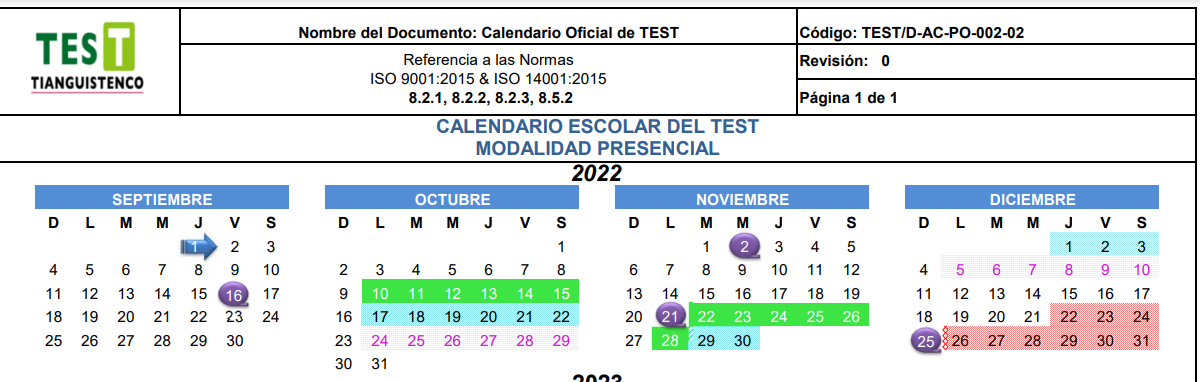 TEST
TIANGUISTENCO
Nombre del Documento: Calendario Oficial de TEST
Código: TEST/D-AC-PO-002-02
Referencia a las Normas
ISO 9001:2015 & ISO 14001:2015
8.2.1, 8.2.2, 8.2.3, 8.5.2
Revisión: 0
Página 1 de 1
CALENDARIO ESCOLAR DEL TEST
MODALIDAD PRESENCIAL
2022
SEPTIEMBRE
D L M M J V S
1 2 3
4 5 6 7 8 9 10
11 12 13 14 15 16 17
18 19 20 21 22 23 24
25 26 27 28 29 30
OCTUBRE
D L M M J V S
1
2 3 4 5 6 7 8
9 10 11 12 13 14 15
16 17 18 19 20 21 22
23 24 25 26 27 28 29
30 31
NOVIEMBRE
D L M M J V S
1 2 3 4 5
6 7 8 9 10 11 12
13 14 15 16 17 18 19
20 21 22 23 24 25 26
27 28 29 30
DICIEMBRE
D L M M J V S
1 2 3
4 5 6 7 8 9 10
11 12 13 14 15 16 17
18 19 20 21 22 23 24
25 26 27 28 29 30 31
2023